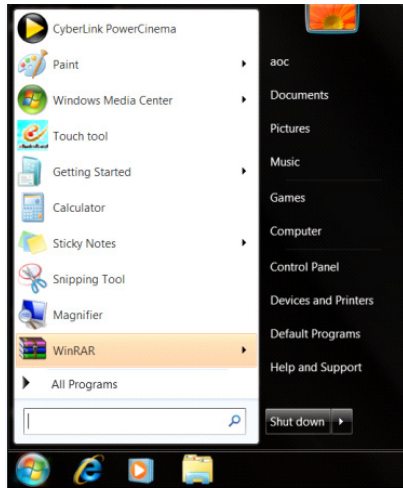 CyberLink PowerCinema
Paint
Windows Media Center
Touch tool
Getting Started
Calculator
Sticky Notes
Snipping Tool
Magnifier
WinRAR
All Programs
aoc
Documents
Pictures
Music
Games
Computer
Control Panel
Devices and Printers
Default Programs
Help and Support
Shut down